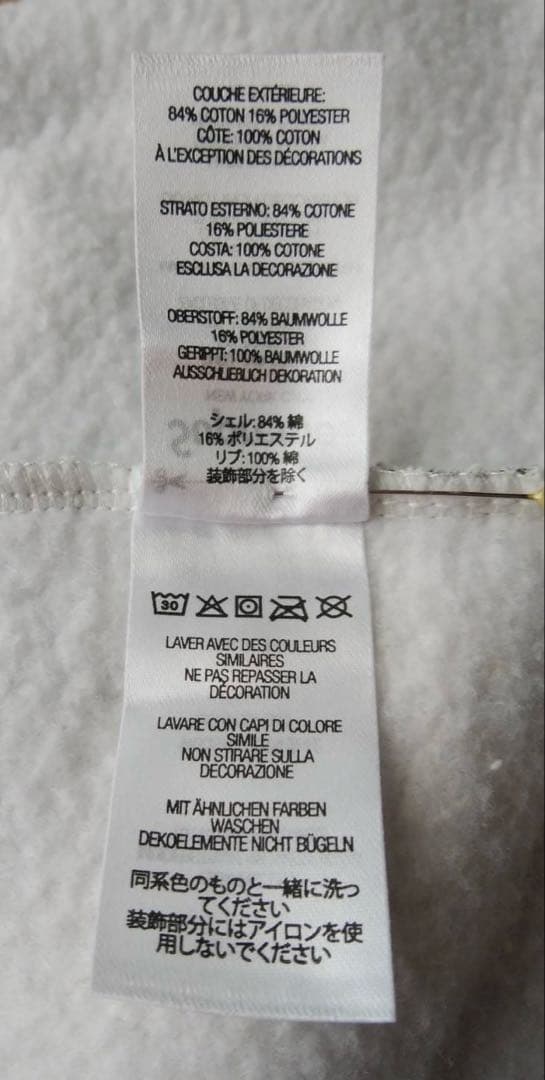 COUCHE EXTÉRIEURE:
84% COTON 16% POLYESTER
CÔTE: 100% COTON
À L'EXCEPTION DES DÉCORATIONS
STRATO ESTERNO: 84% COTONE
16% POLIESTERE
COSTA: 100% COTONE
ESCLUSA LA DECORAZIONE
OBERSTOFF: 84% BAUMWOLLE
16% POLYESTER
GERIPPT: 100% BAUMWOLLE
AUSSCHLIEBLICH DEKORATION
シェル: 84% 綿
16% ポリエステル
リブ: 100% 綿
装飾部分を除く
30
LAVER AVEC DES COULEURS
SIMILAIRES
NE PAS REPASSER LA
DÉCORATION
LAVARE CON CAPI DI COLORE
SIMILE
NON STIRARE SULLA
DECORAZIONE
MIT ÄHNLICHEN FARBEN
WASCHEN
DEKOELEMENTE NICHT BÜGELN
同系色のものと一緒に洗っ
てください
装飾部分にはアイロンを使
用しないでください